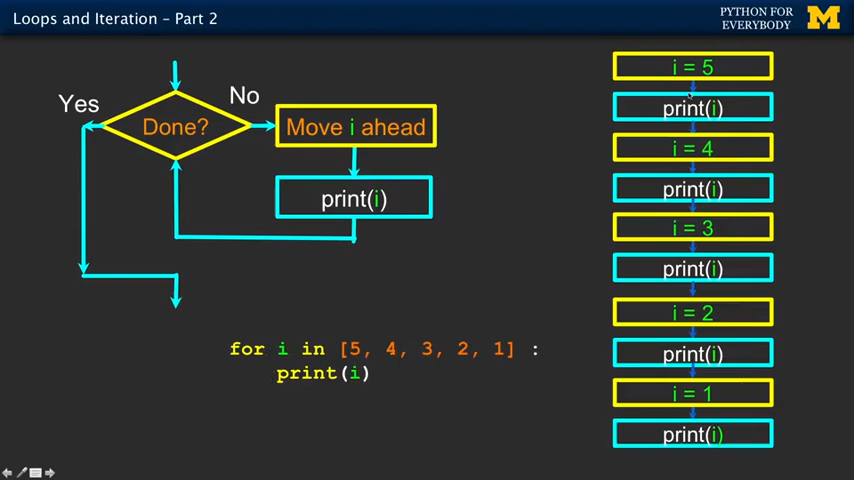 Loops and Iteration – Part 2
PYTHON FOR
EVERYBODY
M
Yes
No
Done?
Move i ahead
print(i)
for i in [5, 4, 3, 2, 1] :
print(i)
i = 5
print(i)
i = 4
print(i)
i = 3
print(i)
i = 2
print(i)
i = 1
print(i)